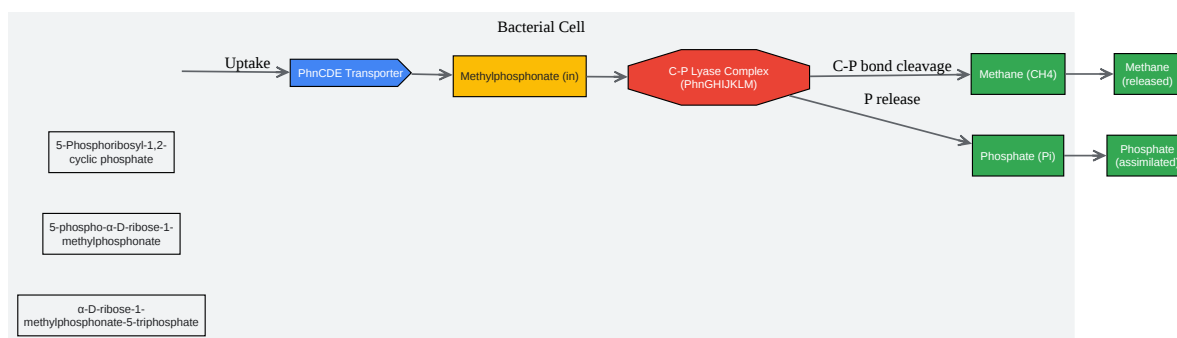 Bacterial Cell
Uptake
PhnCDE Transporter
Methylphosphonate (in)
C-P Lyase Complex
(PhnGHIJKLM)
C-P bond cleavage
Methane (CH4)
Methane
(released)
P release
Phosphate (Pi)
Phosphate
(assimilated)
5-Phosphoribosyl-1,2-
cyclic phosphate
5-phospho-α-D-ribose-1-
methylphosphonate
α-D-ribose-1-
methylphosphonate-5-triphosphate